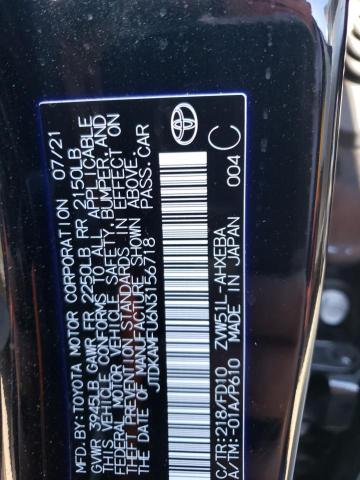 MFD.BY:TOYOTA MOTOR CORPORATION 07/21
GVWR 3945LB GAWR FR 2250LB RR 2150LB
THIS VEHICLE CONFORMS TO ALL APPLICABLE
FEDERAL MOTOR VEHICLE SAFETY, BUMPER, AND
THEFT PREVENTION STANDARDS IN EFFECT ON
THE DATE OF MANUFACTURE SHOWN ABOVE.
JTDKAMFU6N3156718 PASS.CAR
ZVW51L-AHXEBA
C/TR:218/FD10 MADE IN JAPAN 004 C
A/TM:-01A/P610